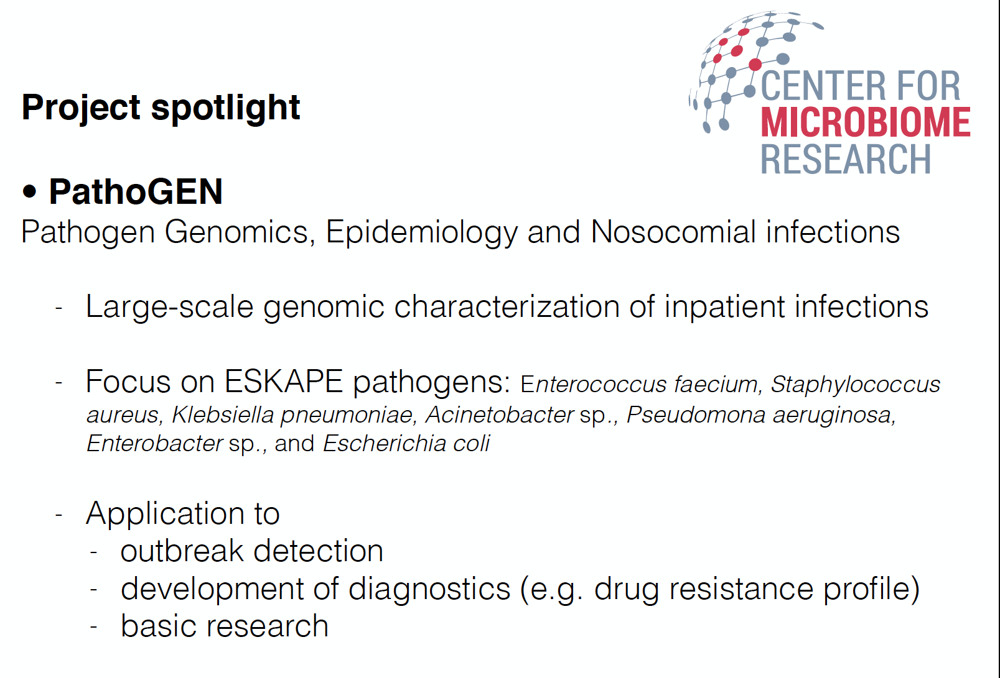 CENTER FOR
MICROBIOME
RESEARCH
Project spotlight
• PathoGEN
Pathogen Genomics, Epidemiology and Nosocomial infections
- Large-scale genomic characterization of inpatient infections
- Focus on ESKAPE pathogens: Enterococcus faecium, Staphylococcus
aureus, Klebsiella pneumoniae, Acinetobacter sp., Pseudomona aeruginosa,
Enterobacter sp., and Escherichia coli
- Application to
- outbreak detection
- development of diagnostics (e.g. drug resistance profile)
- basic research